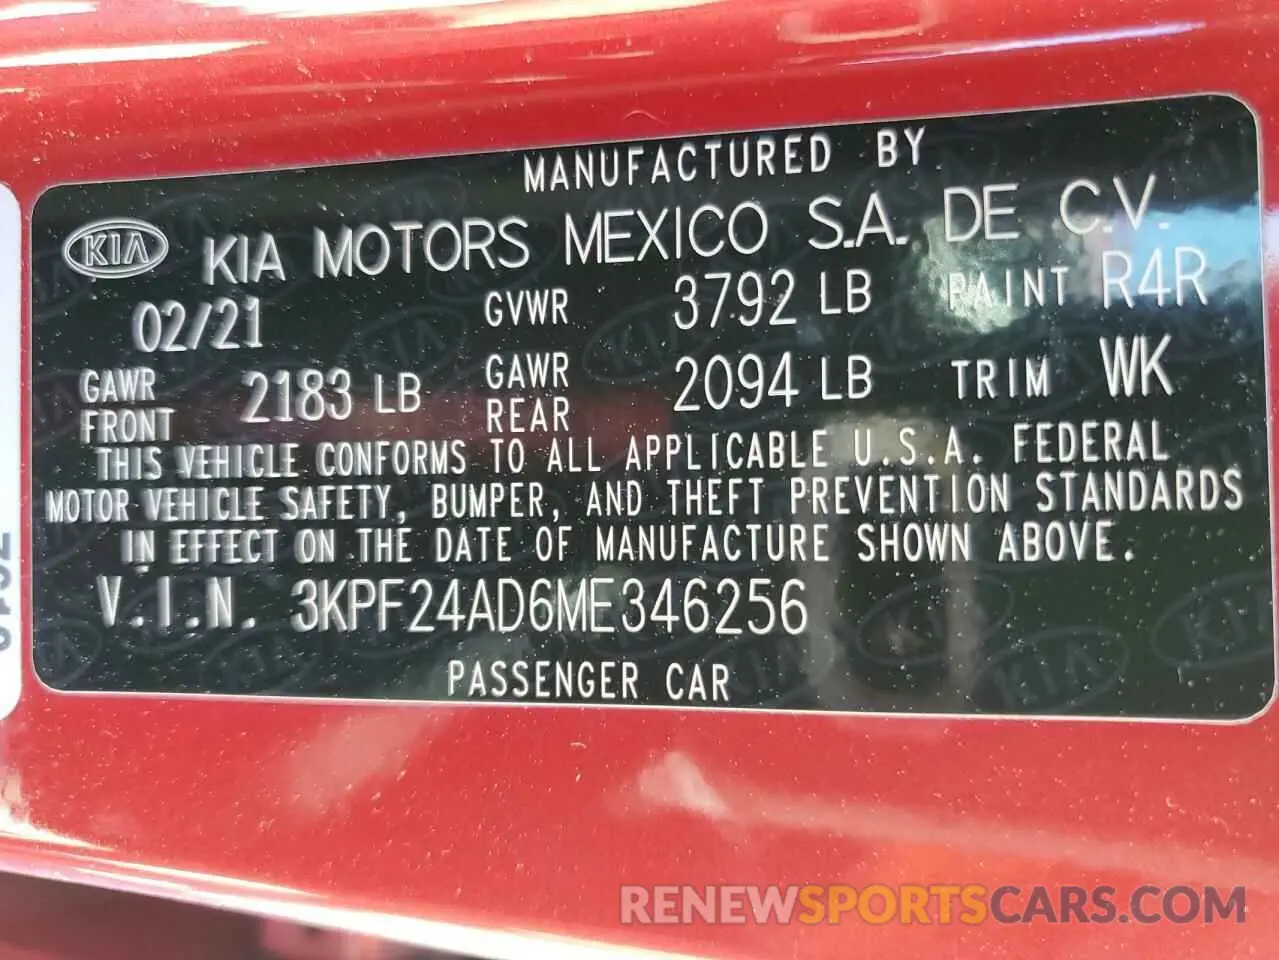 MANUFACTURED BY
KIA KIA MOTORS MEXICO S.A. DE C.V.
02/21 GVWR 3792 LB PAINT R4R
GAWR FRONT 2183 LB GAWR REAR 2094 LB TRIM WK
THIS VEHICLE CONFORMS TO ALL APPLICABLE U.S.A. FEDERAL
MOTOR VEHICLE SAFETY, BUMPER, AND THEFT PREVENTION STANDARDS
IN EFFECT ON THE DATE OF MANUFACTURE SHOWN ABOVE.
V.I.N. 3KPF24AD6ME346256
PASSENGER CAR
RENEWSPORTSCARS.COM